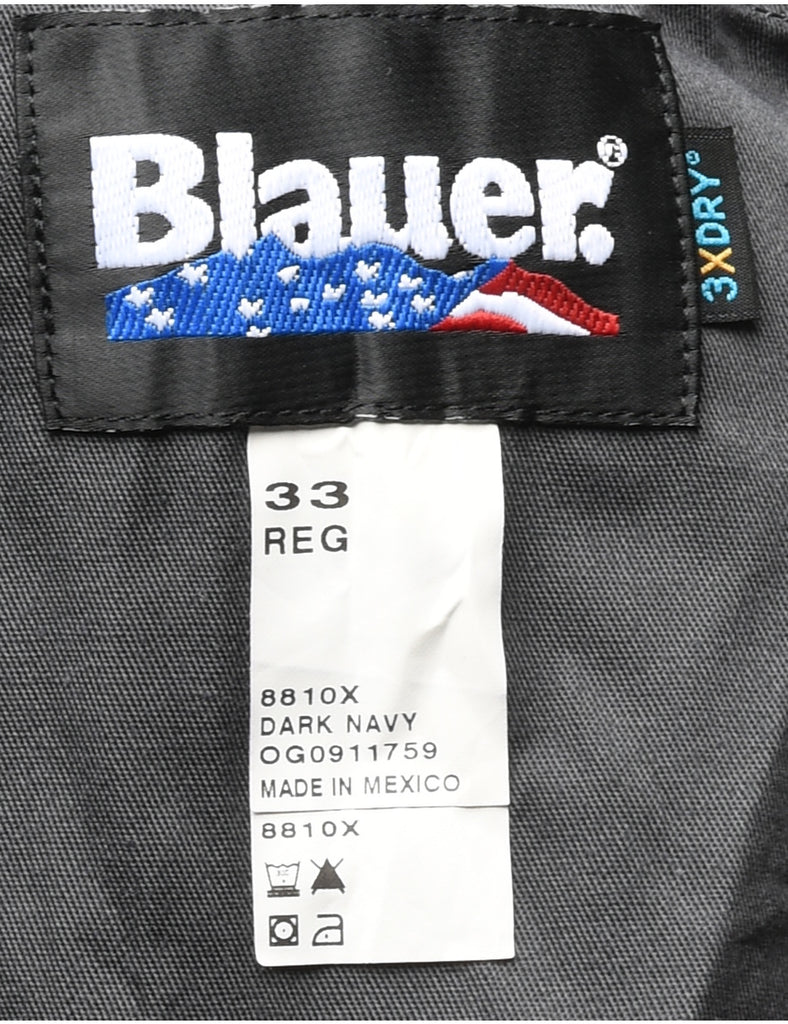 Blauer.®
3XDRY®
33
REG
8810X
DARK NAVY
OG0911759
MADE IN MEXICO
8810X